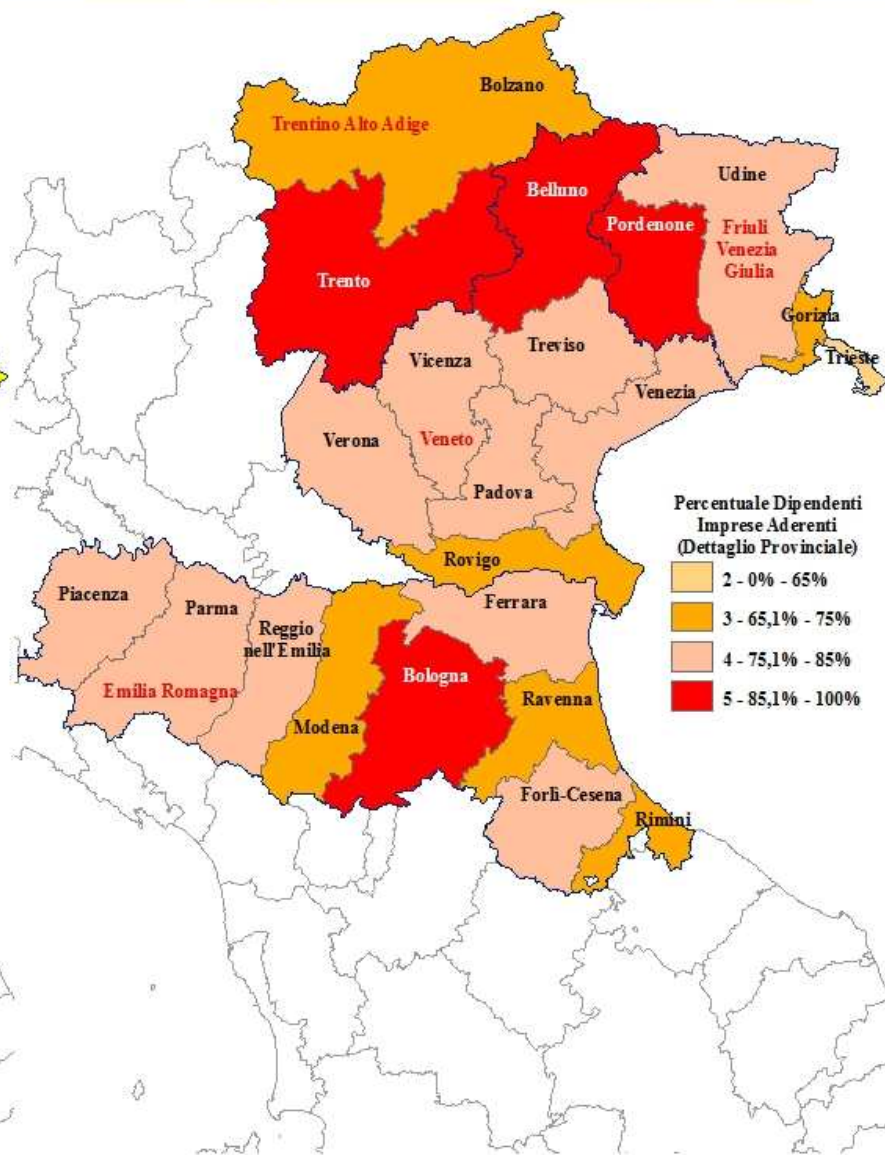 Bolzano
Trentino Alto Adige
Udine
Belluno
Pordenone
Friuli
Venezia
Giulia
Trento
Gorizia
Treviso
Vicenza
Trieste
Venezia
Verona
Veneto
Padova
Rovigo
Percentuale Dipendenti
Imprese Aderenti
(Dettaglio Provinciale)
2 - 0% - 65%
3 - 65,1% - 75%
4 - 75,1% - 85%
5 - 85,1% - 100%
Piacenza
Parma
Ferrara
Reggio
nell'Emilia
Bologna
Emilia Romagna
Ravenna
Modena
Forlì-Cesena
Rimini